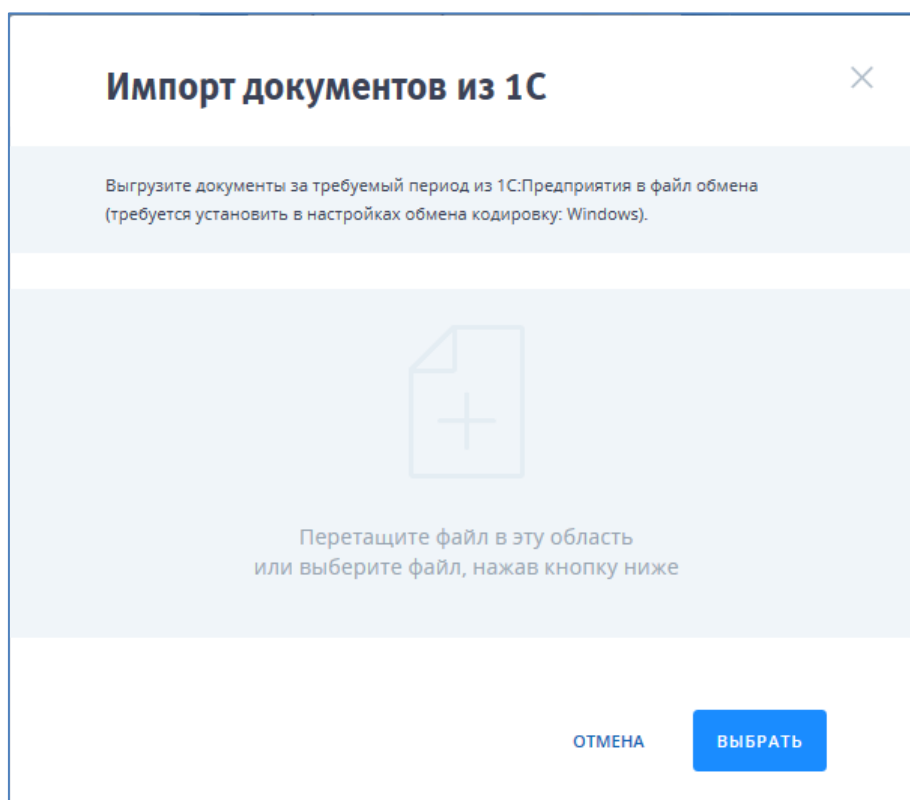 Импорт документов из 1С
Выгрузите документы за требуемый период из 1С:Предприятия в файл обмена
(требуется установить в настройках обмена кодировку: Windows).
Перетащите файл в эту область
или выберите файл, нажав кнопку ниже
ОТМЕНА
ВЫБРАТЬ